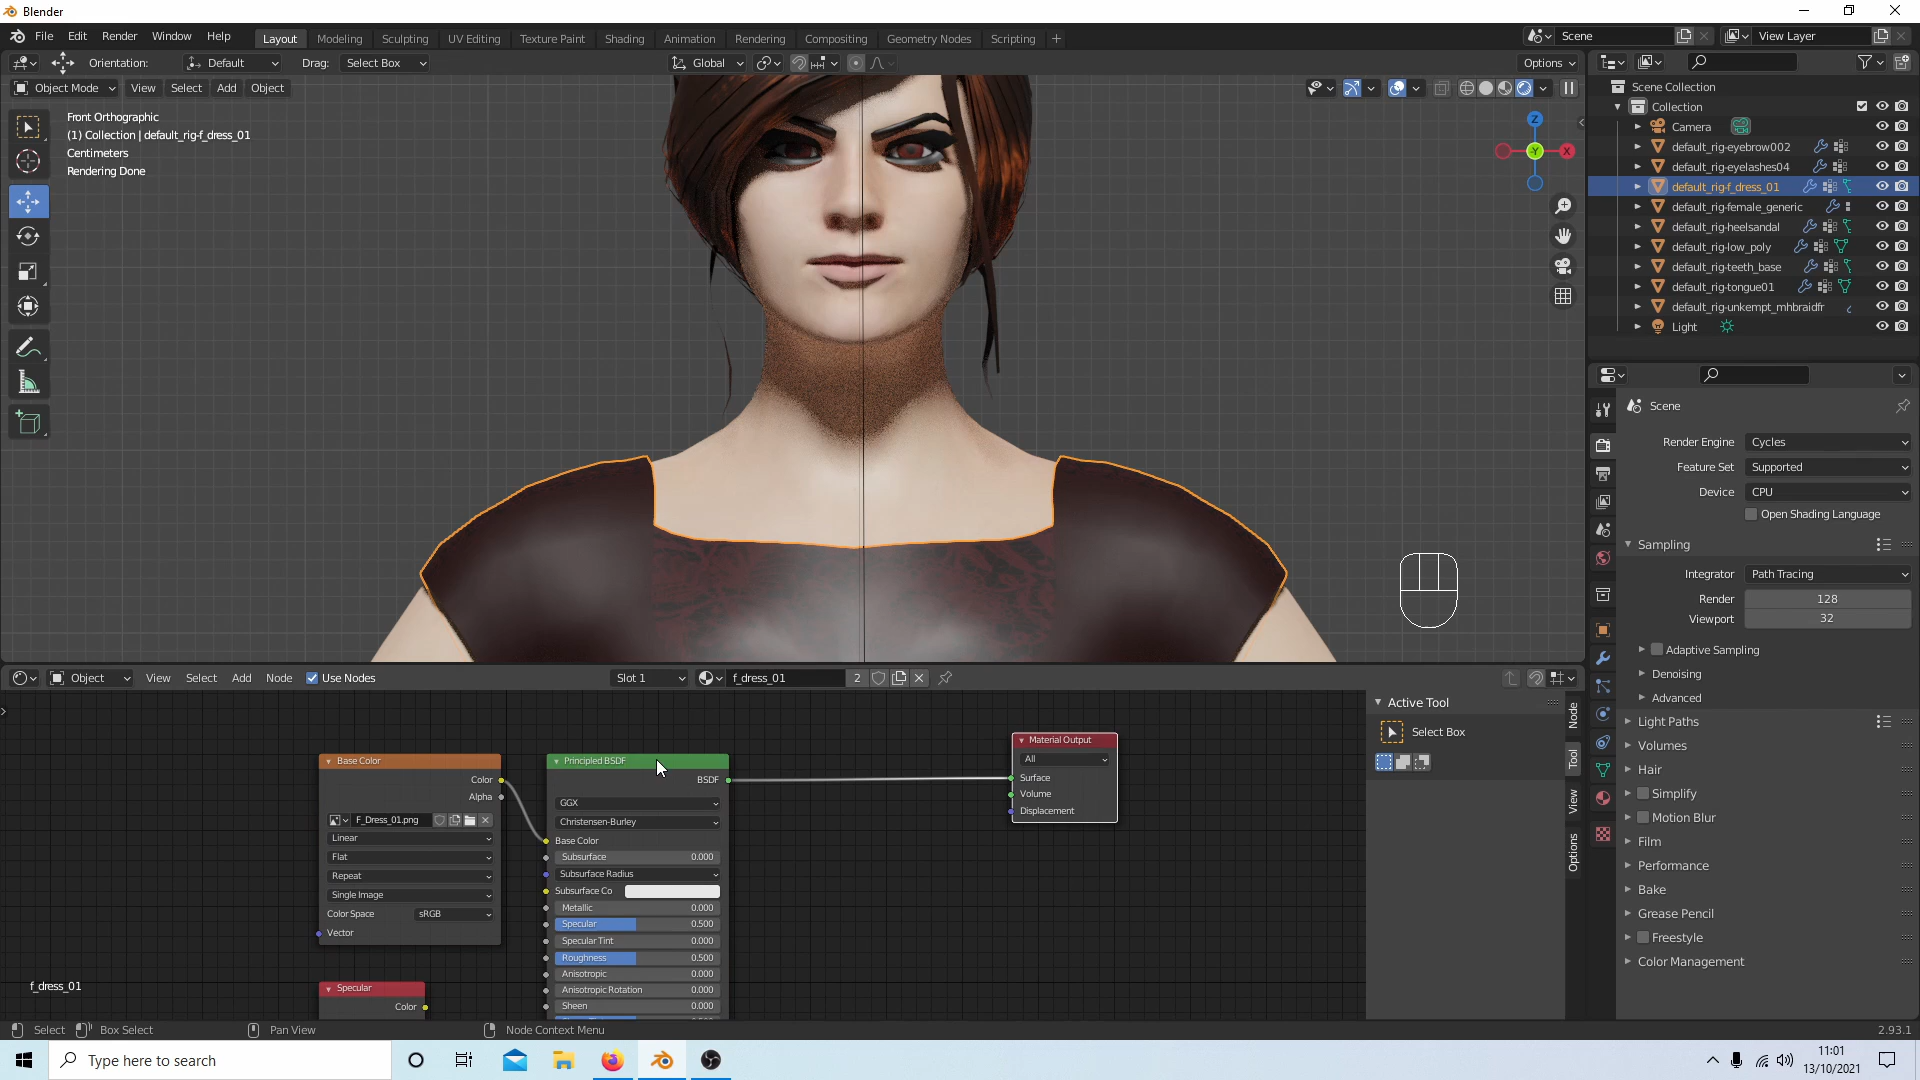 Blender
File Edit Render Window Help Layout Modeling Sculpting UV Editing Texture Paint Shading Animation Rendering Compositing Geometry Nodes Scripting + Scene View Layer
Orientation: Default Drag: Select Box Global Options
Object Mode View Select Add Object
Front Orthographic
(1) Collection | default_rig-f_dress_01
Centimeters
Rendering Done
Z
-Y
X
Scene Collection
Collection
Camera
default_rig-eyebrow002
default_rig-eyelashes04
default_rig-f_dress_01
default_rig-female_generic
default_rig-heelsandal
default_rig-low_poly
default_rig-teeth_base
default_rig-tongue01
default_rig-unkempt_mhbraidfr
Light
Scene
Render Engine Cycles
Feature Set Supported
Device CPU
Open Shading Language
Sampling
Integrator Path Tracing
Render 128
Viewport 32
Adaptive Sampling
Denoising
Advanced
Light Paths
Volumes
Hair
Simplify
Motion Blur
Film
Performance
Bake
Grease Pencil
Freestyle
Color Management
Object View Select Add Node Use Nodes Slot 1 f_dress_01 2
Base Color
Color
Alpha
F_Dress_01.png
Linear
Flat
Repeat
Single Image
Color Space sRGB
Vector
Specular
Color
Principled BSDF
BSDF
GGX
Christensen-Burley
Base Color
Subsurface 0.000
Subsurface Radius
Subsurface Co
Metallic 0.000
Specular 0.500
Specular Tint 0.000
Roughness 0.500
Anisotropic 0.000
Anisotropic Rotation 0.000
Sheen 0.000
Material Output
All
Surface
Volume
Displacement
Active Tool
Select Box
Node
Tool
View
Options
f_dress_01
Select Box Select Pan View Node Context Menu 2.93.1
Type here to search
11:01
13/10/2021